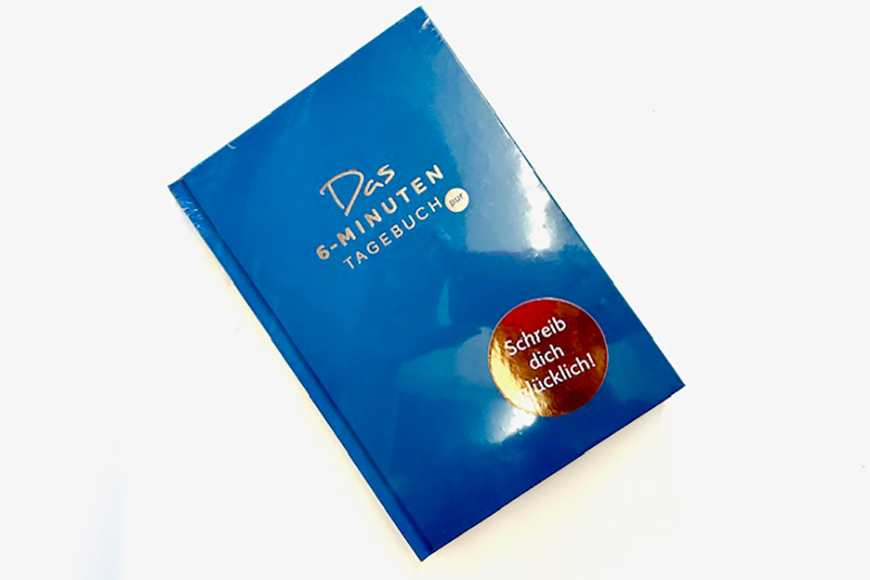 Das
6-MINUTEN
TAGEBUCH pur
Schreib
dich
glücklich!